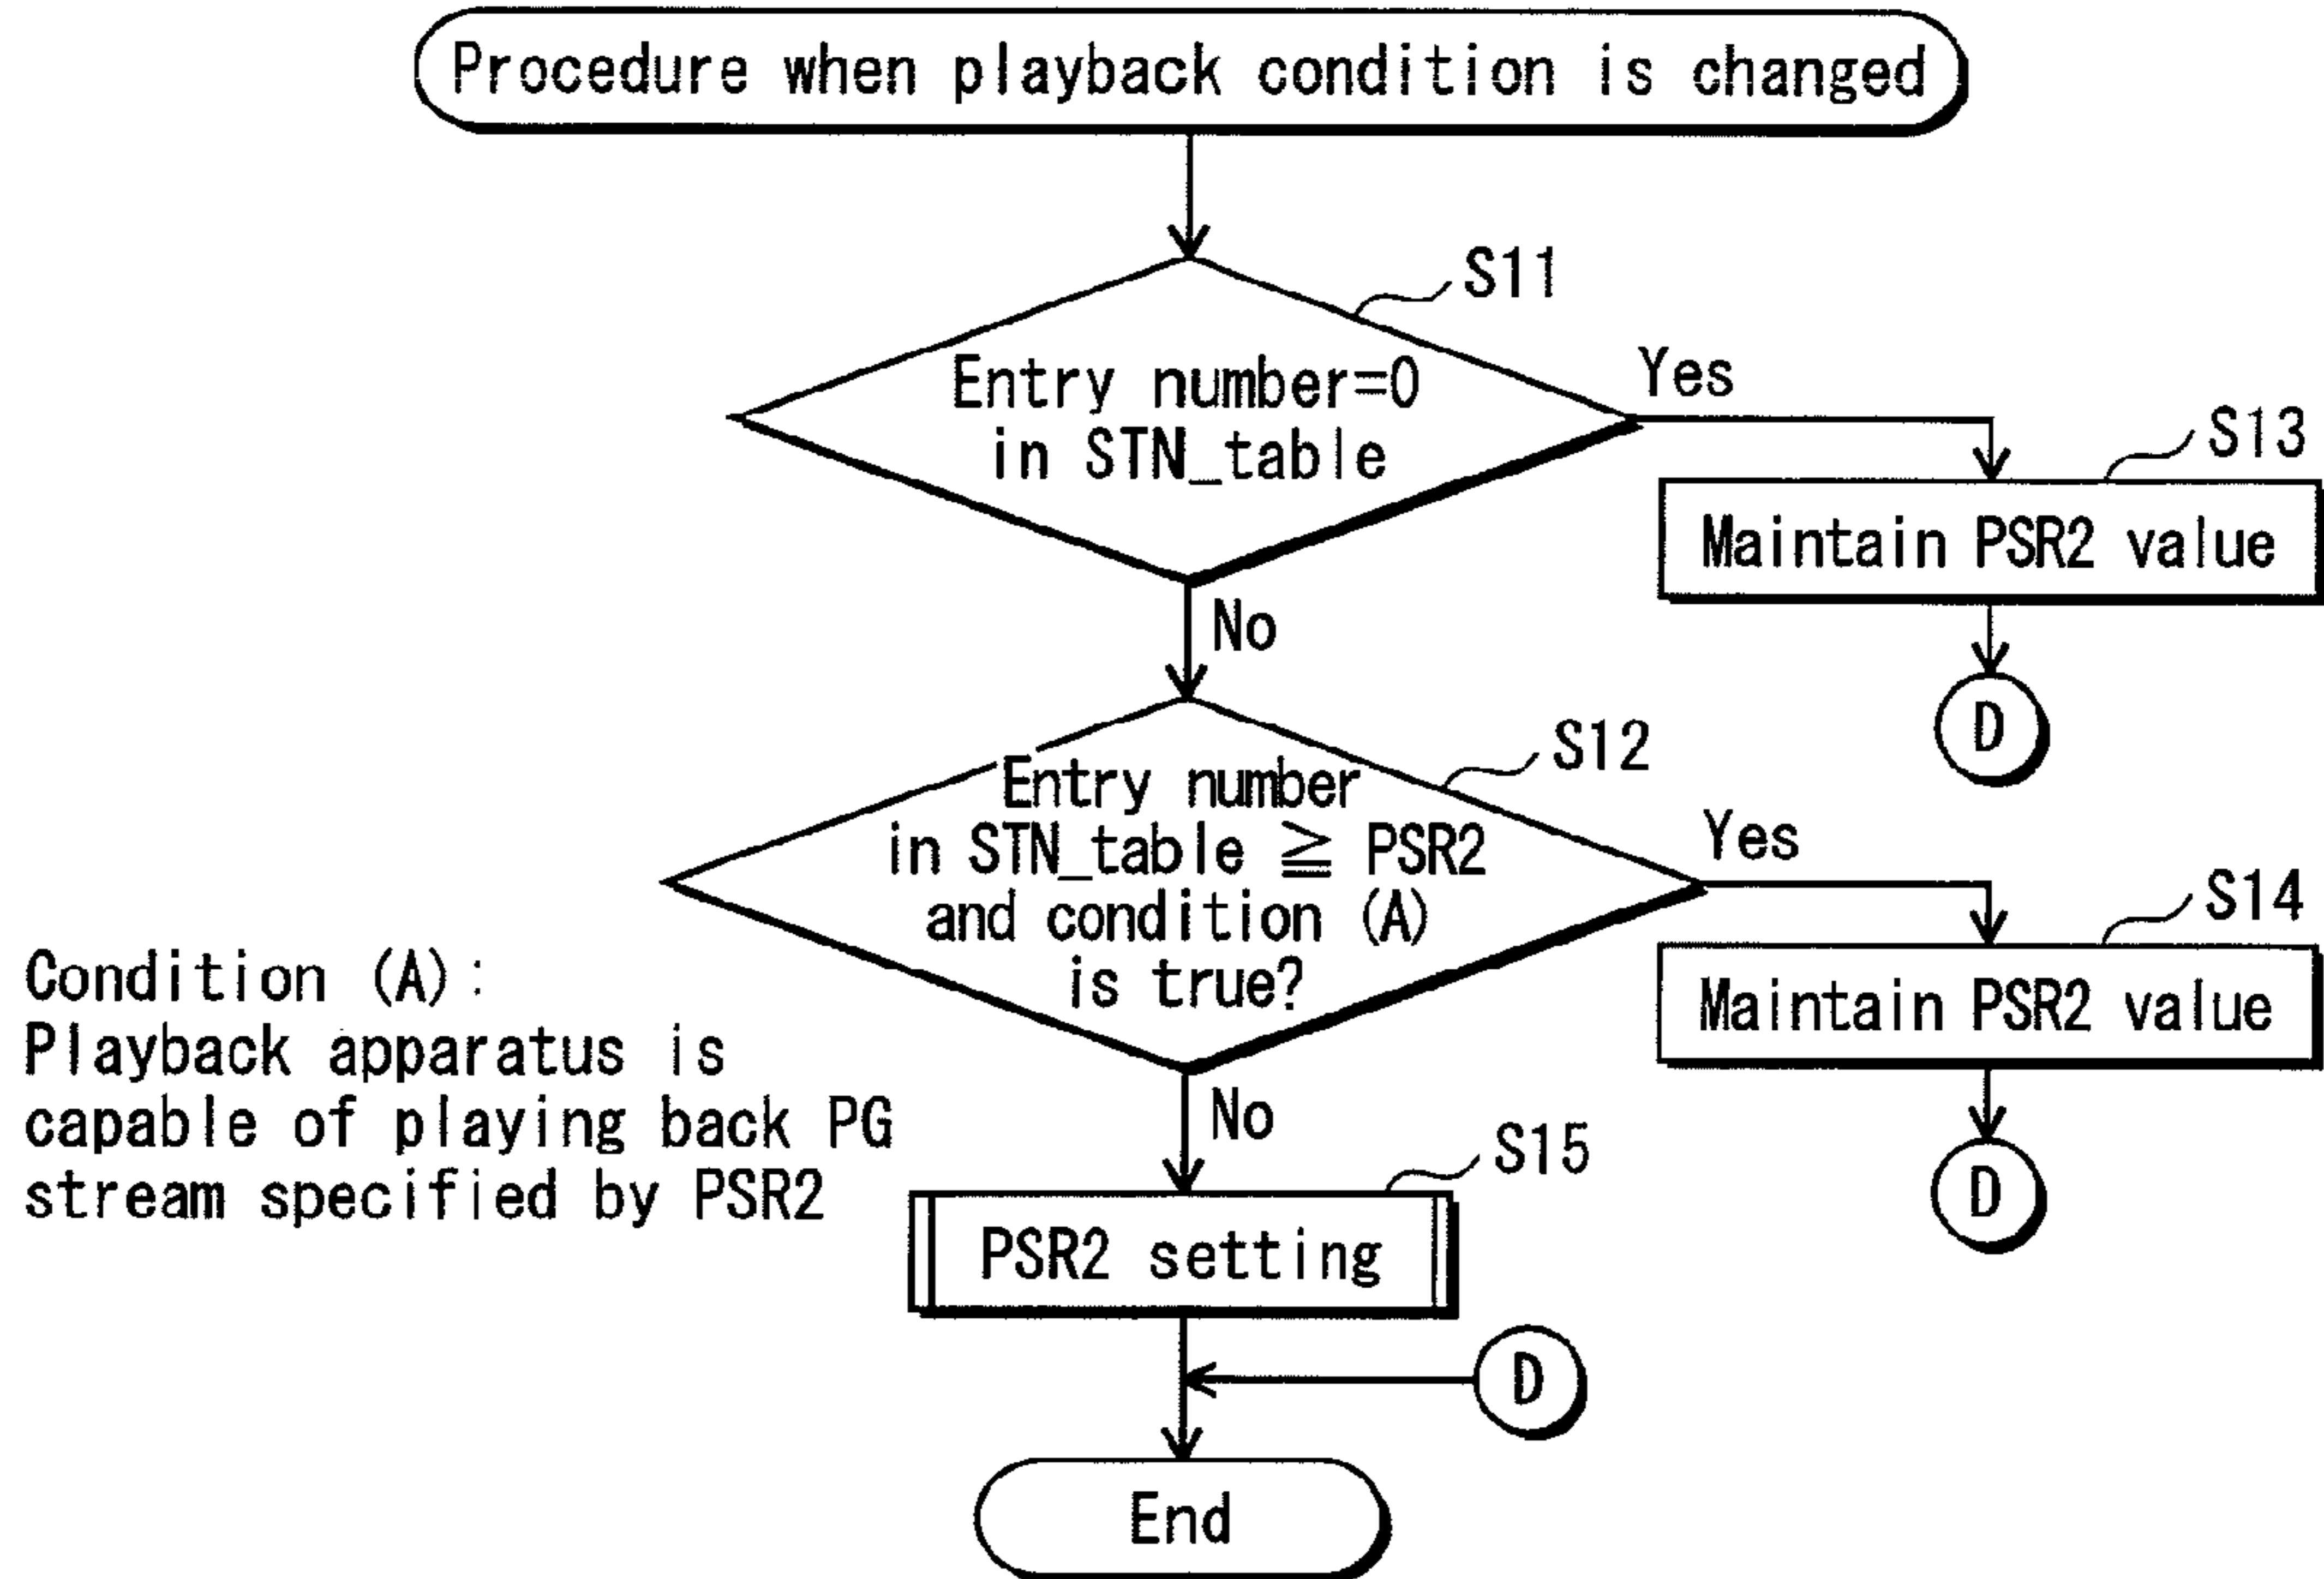 Procedure when playback condition is changed
S11
Entry number=0
in STN_table
Yes
S13
Maintain PSR2 value
D
No
S12
Entry number
in STN_table ≧ PSR2
and condition (A)
is true?
Yes
S14
Maintain PSR2 value
D
Condition (A):
Playback apparatus is
capable of playing back PG
stream specified by PSR2
No
S15
PSR2 setting
D
End